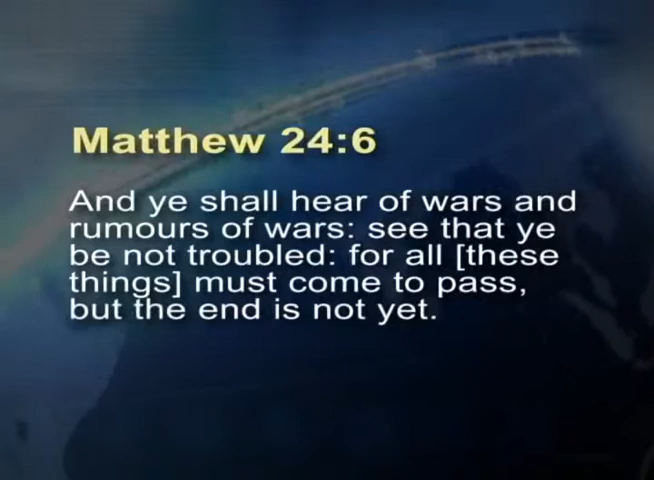 Matthew 24:6
And ye shall hear of wars and
rumours of wars: see that ye
be not troubled: for all [these
things] must come to pass,
but the end is not yet.